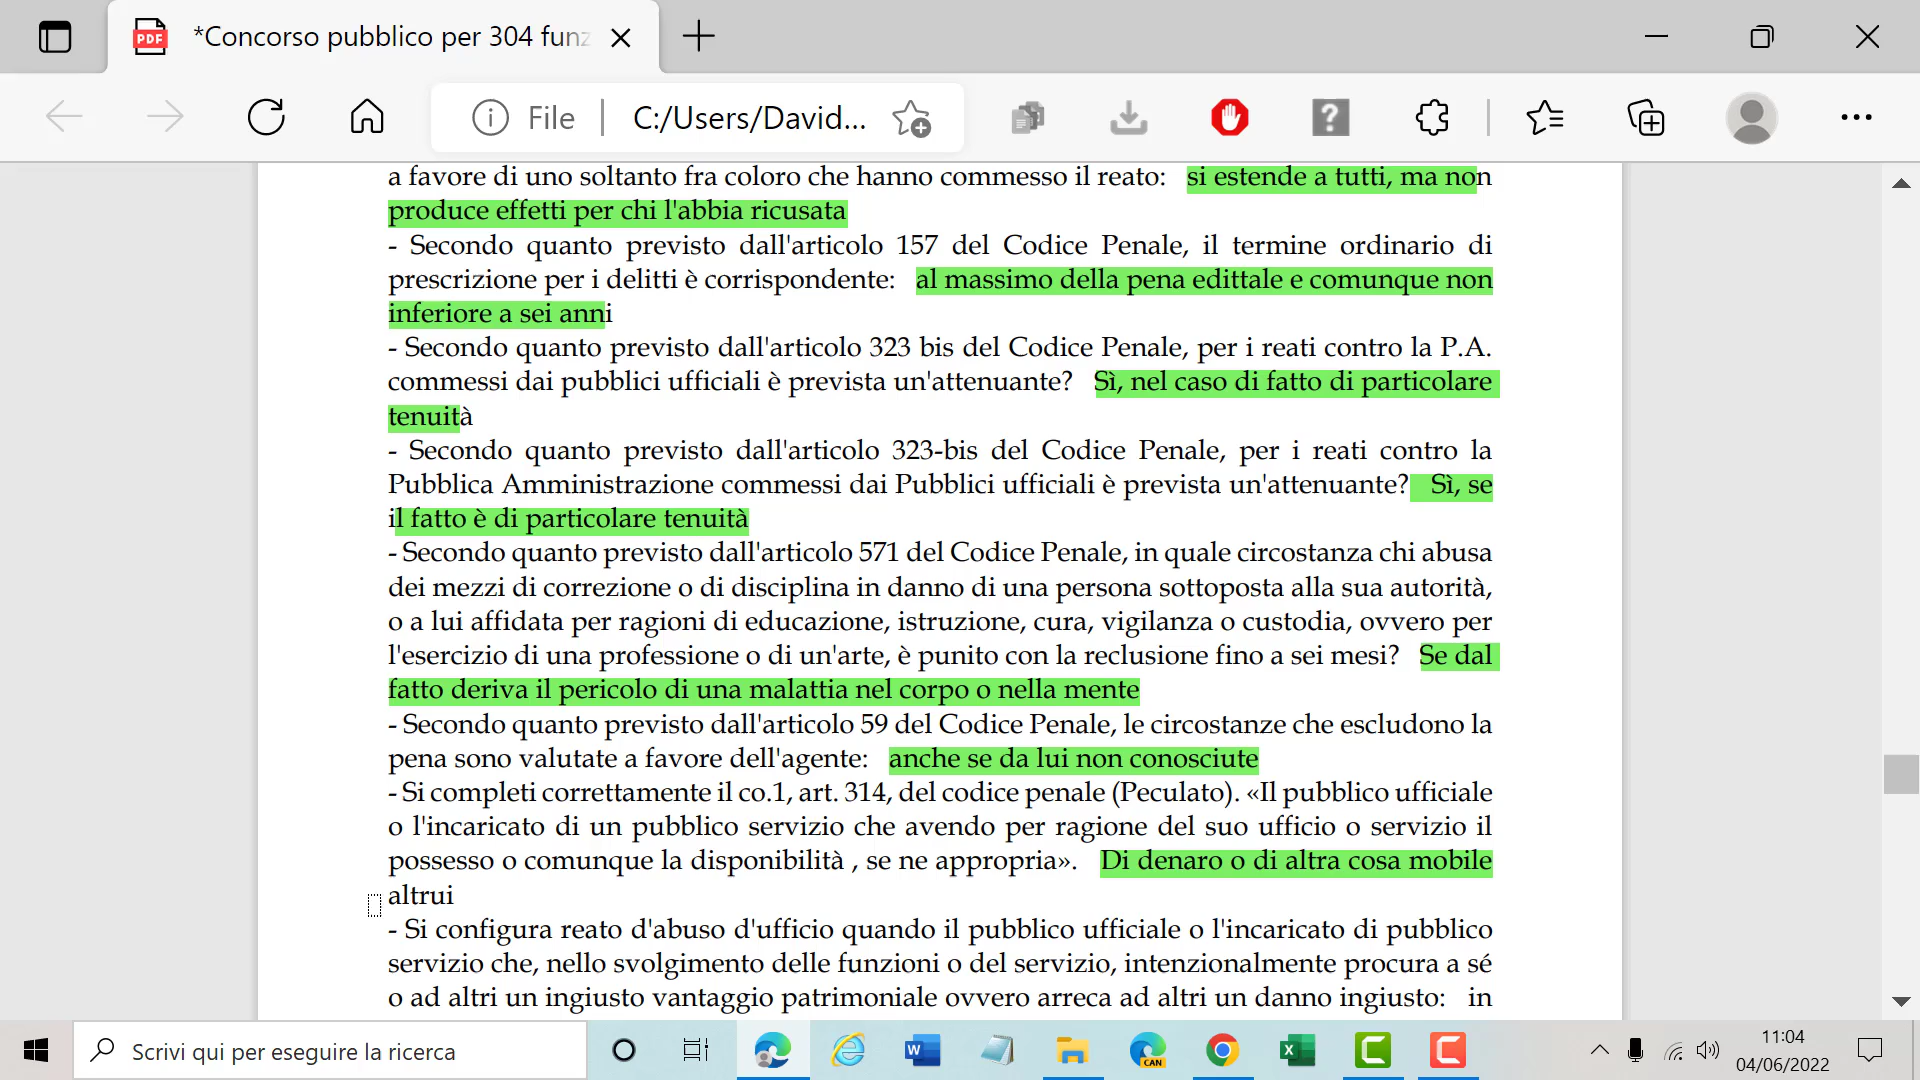 *Concorso pubblico per 304 funz
File
C:/Users/David...
a favore di uno soltanto fra coloro che hanno commesso il reato: si estende a tutti, ma non
produce effetti per chi l'abbia ricusata
- Secondo quanto previsto dall'articolo 157 del Codice Penale, il termine ordinario di
prescrizione per i delitti è corrispondente: al massimo della pena edittale e comunque non
inferiore a sei anni
- Secondo quanto previsto dall'articolo 323 bis del Codice Penale, per i reati contro la P.A.
commessi dai pubblici ufficiali è prevista un'attenuante? Sì, nel caso di fatto di particolare
tenuità
- Secondo quanto previsto dall'articolo 323-bis del Codice Penale, per i reati contro la
Pubblica Amministrazione commessi dai Pubblici ufficiali è prevista un'attenuante? Sì, se
il fatto è di particolare tenuità
- Secondo quanto previsto dall'articolo 571 del Codice Penale, in quale circostanza chi abusa
dei mezzi di correzione o di disciplina in danno di una persona sottoposta alla sua autorità,
o a lui affidata per ragioni di educazione, istruzione, cura, vigilanza o custodia, ovvero per
l'esercizio di una professione o di un'arte, è punito con la reclusione fino a sei mesi? Se dal
fatto deriva il pericolo di una malattia nel corpo o nella mente
- Secondo quanto previsto dall'articolo 59 del Codice Penale, le circostanze che escludono la
pena sono valutate a favore dell'agente: anche se da lui non conosciute
- Si completi correttamente il co.1, art. 314, del codice penale (Peculato). «Il pubblico ufficiale
o l'incaricato di un pubblico servizio che avendo per ragione del suo ufficio o servizio il
possesso o comunque la disponibilità , se ne appropria». Di denaro o di altra cosa mobile
altrui
- Si configura reato d'abuso d'ufficio quando il pubblico ufficiale o l'incaricato di pubblico
servizio che, nello svolgimento delle funzioni o del servizio, intenzionalmente procura a sé
o ad altri un ingiusto vantaggio patrimoniale ovvero arreca ad altri un danno ingiusto: in
Scrivi qui per eseguire la ricerca
11:04
04/06/2022